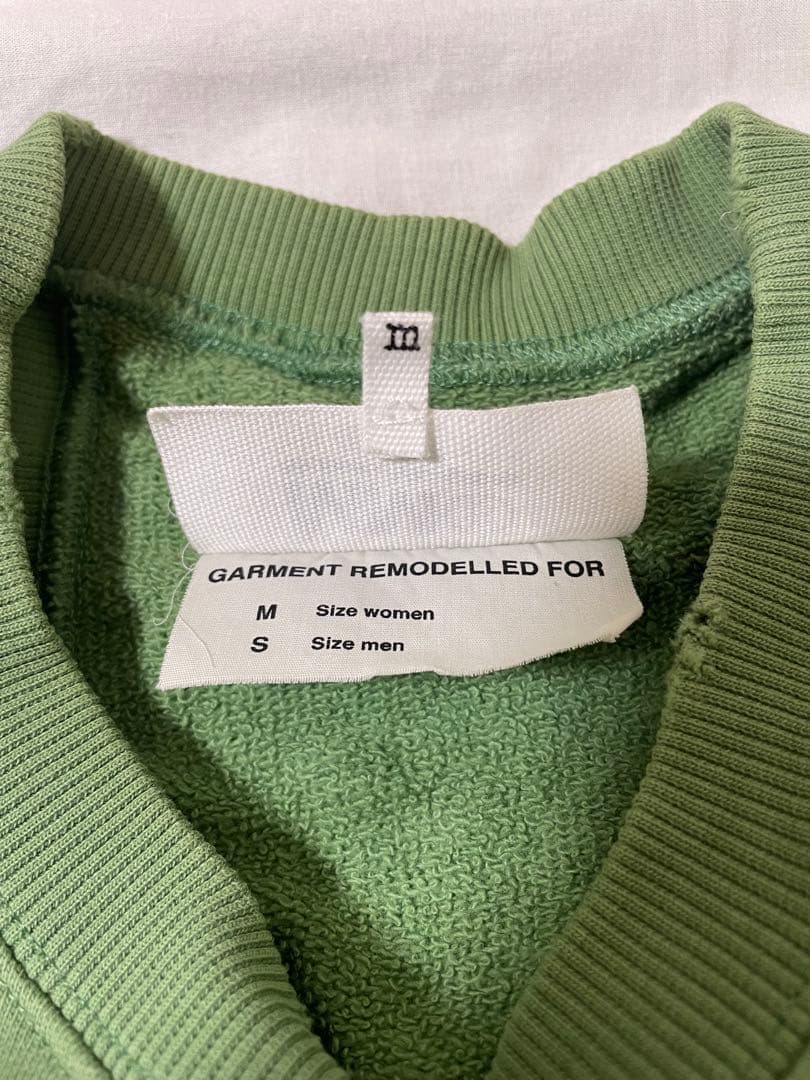 m
GARMENT REMODELLED FOR
M Size women
S Size men